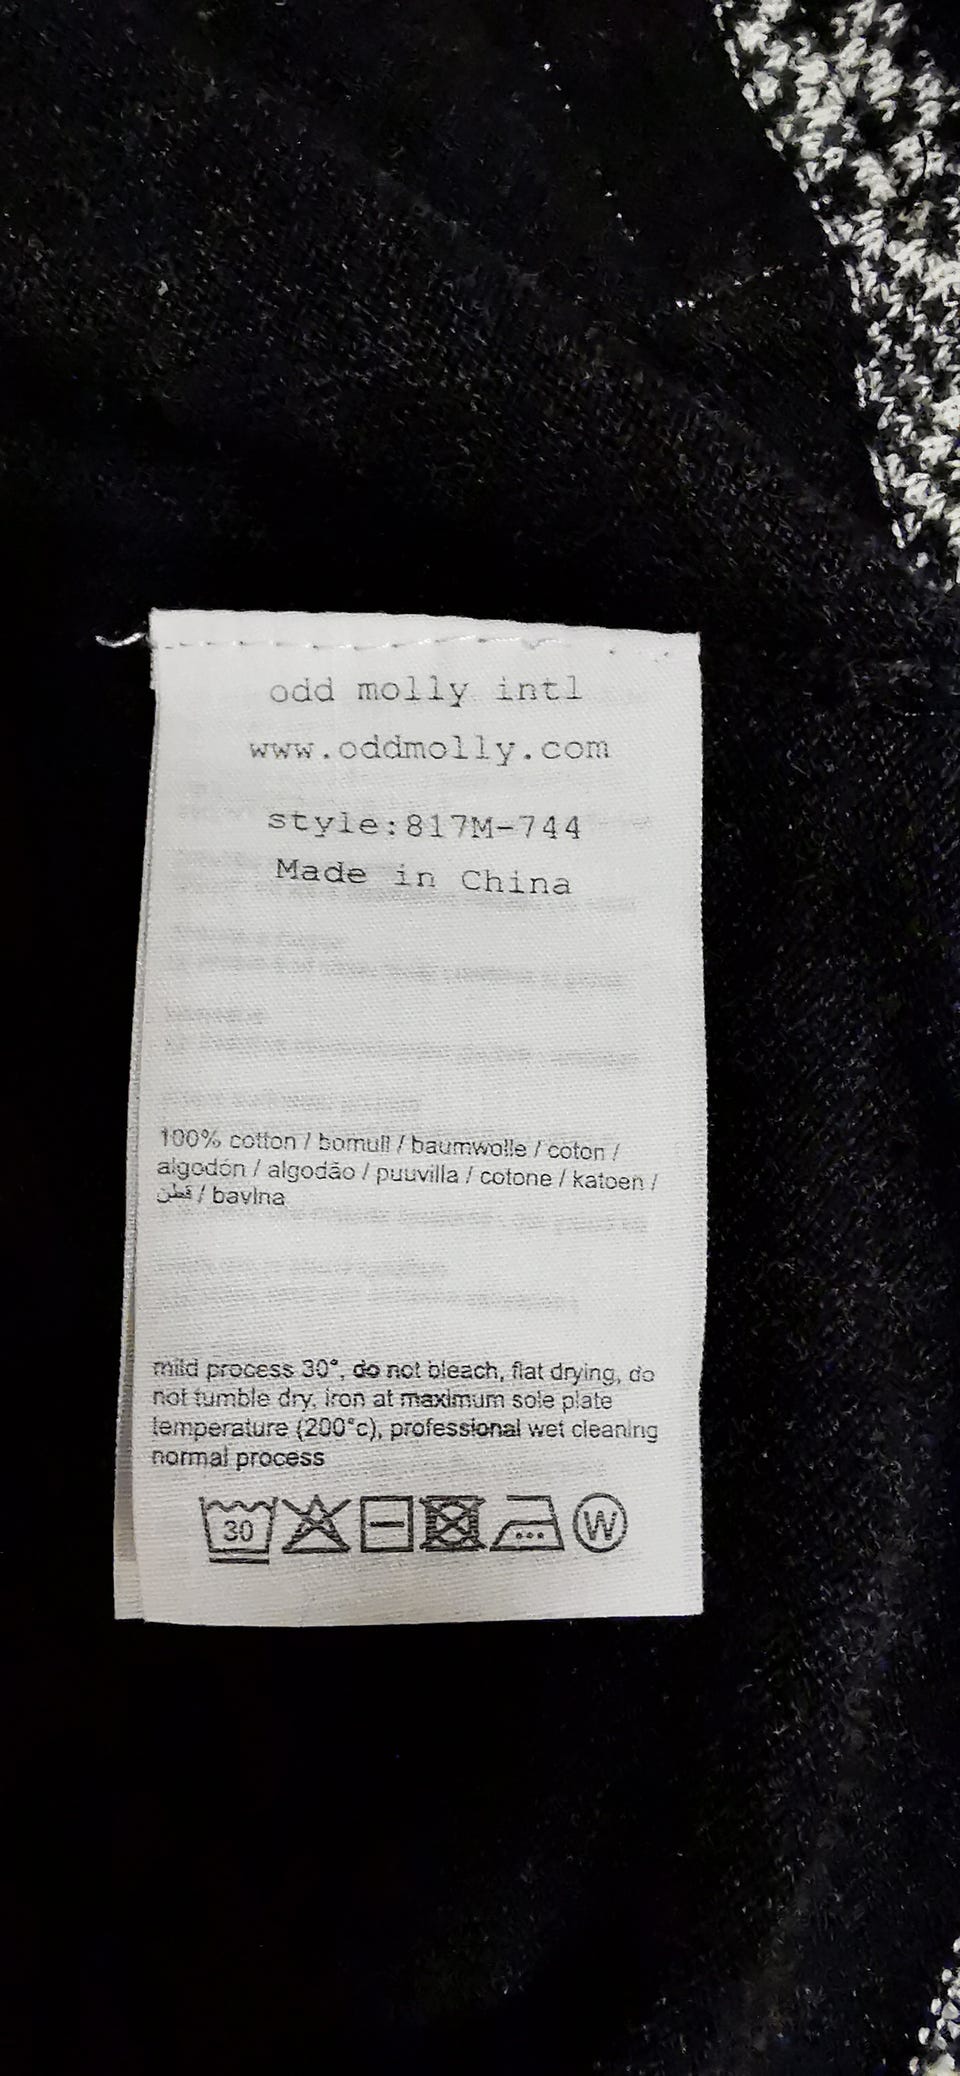 odd molly intl
www.oddmolly.com
style:817M-744
Made in China
100% cotton / bomull / baumwolle / coton /
algodón / algodão / puuvilla / cotone / katoen /
قطن / bavlna
mild process 30°, do not bleach, flat drying, do
not tumble dry, iron at maximum sole plate
temperature (200°c), professional wet cleaning
normal process
30
W